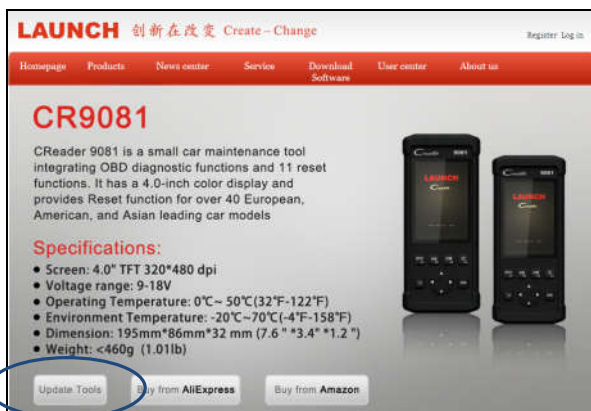 LAUNCH 创新在改变 Create – Change
Register Log in
Homepage Products News center Service Download Software User center About us
CR9081
CReader 9081 is a small car maintenance tool
integrating OBD diagnostic functions and 11 reset
functions. It has a 4.0-inch color display and
provides Reset function for over 40 European,
American, and Asian leading car models
Specifications:
● Screen: 4.0" TFT 320*480 dpi
● Voltage range: 9-18V
● Operating Temperature: 0℃~ 50℃(32°F-122°F)
● Environment Temperature: -20℃~70℃(-4°F-158°F)
● Dimension: 195mm*86mm*32 mm (7.6 " *3.4" *1.2 ")
● Weight: <460g (1.01lb)
Update Tools Buy from AliExpress Buy from Amazon
9081
LAUNCH
9081
LAUNCH